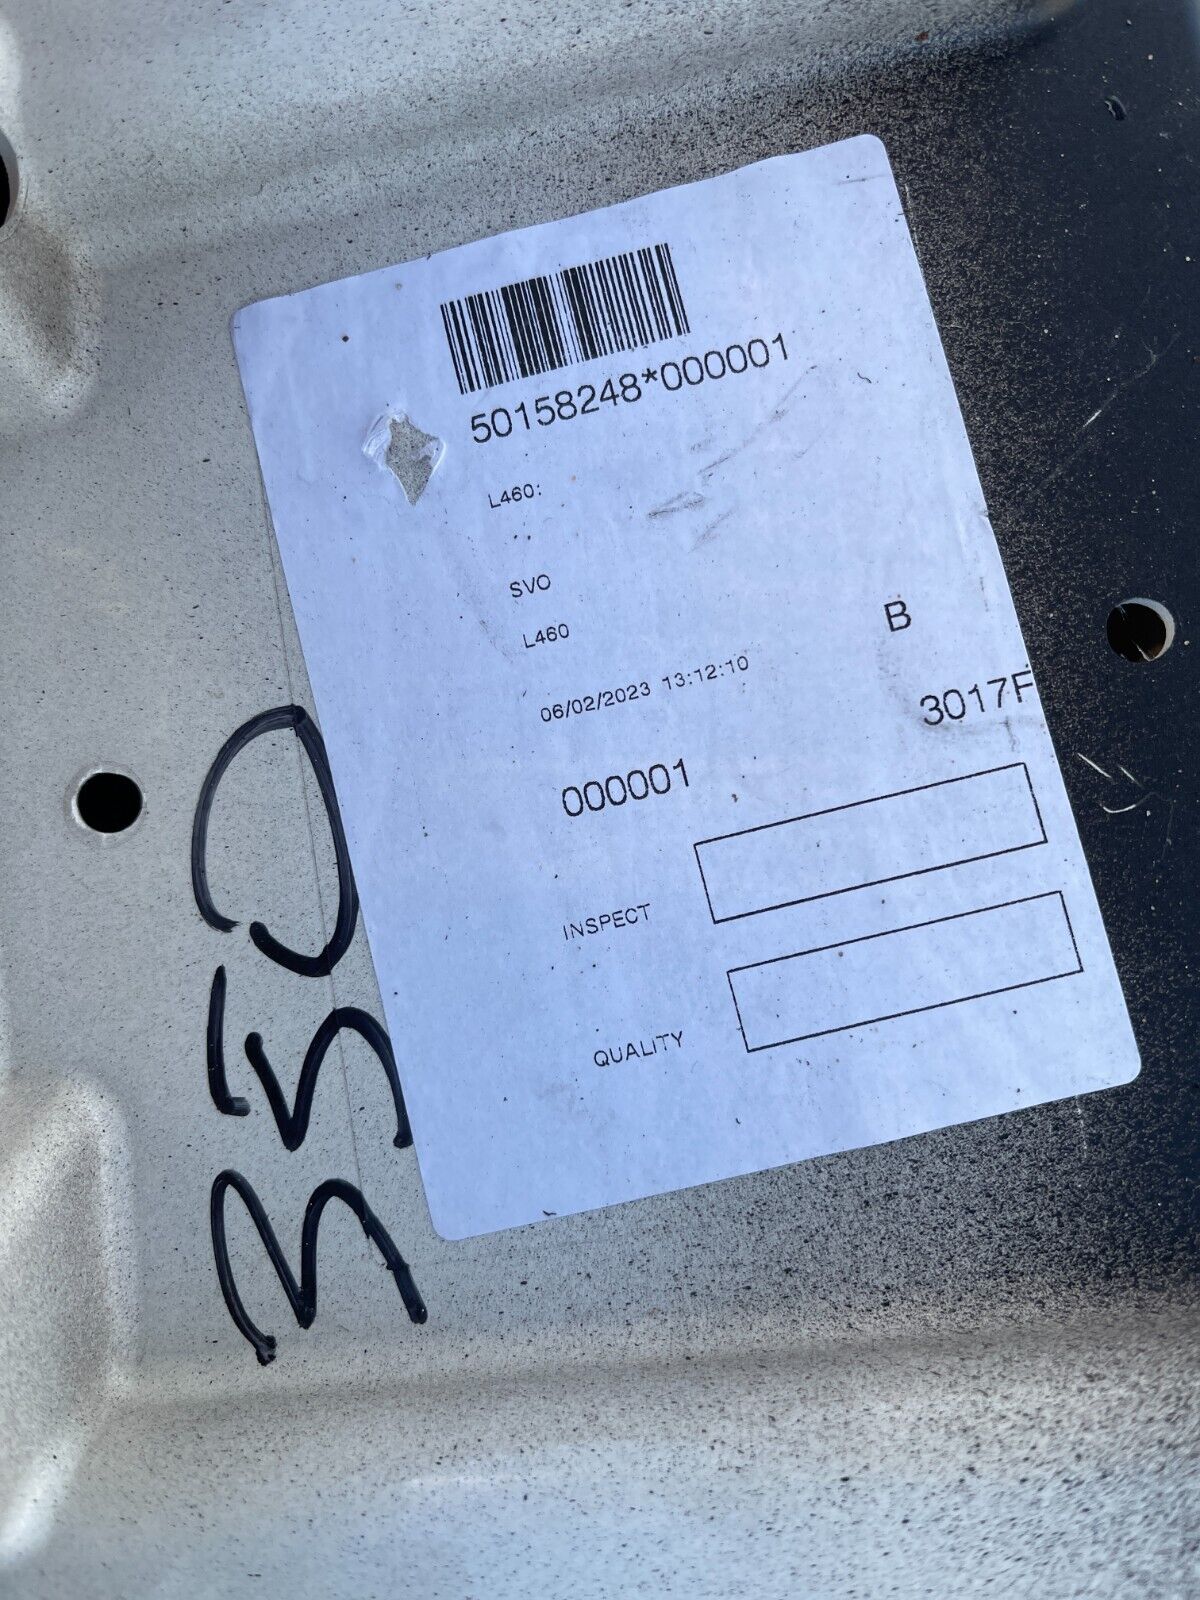 50158248*000001
L460:
SVO
L460
B
06/02/2023 13:12:10
3017F
000001
INSPECT
QUALITY
350